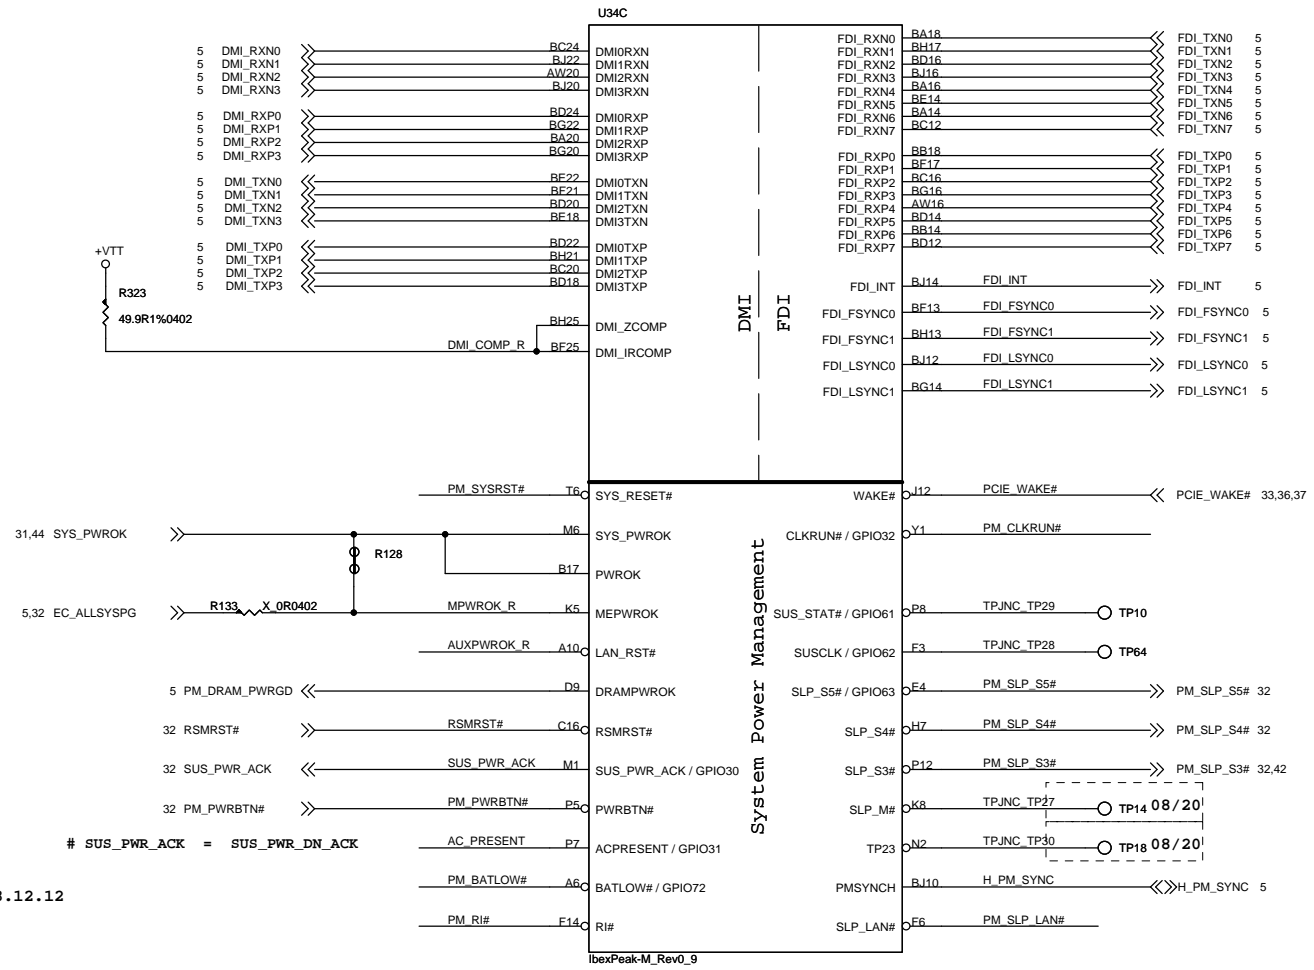 U34C
5 DMI_RXN0 BC24 DMI0RXN
5 DMI_RXN1 BJ22 DMI1RXN
5 DMI_RXN2 AW20 DMI2RXN
5 DMI_RXN3 BJ20 DMI3RXN
5 DMI_RXP0 BD24 DMI0RXP
5 DMI_RXP1 BG22 DMI1RXP
5 DMI_RXP2 BA20 DMI2RXP
5 DMI_RXP3 BG20 DMI3RXP
5 DMI_TXN0 BE22 DMI0TXN
5 DMI_TXN1 BF21 DMI1TXN
5 DMI_TXN2 BD20 DMI2TXN
5 DMI_TXN3 BE18 DMI3TXN
5 DMI_TXP0 BD22 DMI0TXP
5 DMI_TXP1 BH21 DMI1TXP
5 DMI_TXP2 BC20 DMI2TXP
5 DMI_TXP3 BD18 DMI3TXP
+VTT
R323
49.9R1%0402
BH25 DMI_ZCOMP
DMI_COMP_R BF25 DMI_IRCOMP
DMI
FDI
FDI_RXN0 BA18 FDI_TXN0 5
FDI_RXN1 BH17 FDI_TXN1 5
FDI_RXN2 BD16 FDI_TXN2 5
FDI_RXN3 BJ16 FDI_TXN3 5
FDI_RXN4 BA16 FDI_TXN4 5
FDI_RXN5 BE14 FDI_TXN5 5
FDI_RXN6 BA14 FDI_TXN6 5
FDI_RXN7 BC12 FDI_TXN7 5
FDI_RXP0 BB18 FDI_TXP0 5
FDI_RXP1 BF17 FDI_TXP1 5
FDI_RXP2 BC16 FDI_TXP2 5
FDI_RXP3 BG16 FDI_TXP3 5
FDI_RXP4 AW16 FDI_TXP4 5
FDI_RXP5 BD14 FDI_TXP5 5
FDI_RXP6 BB14 FDI_TXP6 5
FDI_RXP7 BD12 FDI_TXP7 5
FDI_INT BJ14 FDI_INT FDI_INT 5
FDI_FSYNC0 BF13 FDI_FSYNC0 FDI_FSYNC0 5
FDI_FSYNC1 BH13 FDI_FSYNC1 FDI_FSYNC1 5
FDI_LSYNC0 BJ12 FDI_LSYNC0 FDI_LSYNC0 5
FDI_LSYNC1 BG14 FDI_LSYNC1 FDI_LSYNC1 5
PM_SYSRST# T6 SYS_RESET#
31,44 SYS_PWROK M6 SYS_PWROK
R128
B17 PWROK
5,32 EC_ALLSYSPG R133 X_0R0402 MPWROK_R K5 MEPWROK
AUXPWROK_R A10 LAN_RST#
5 PM_DRAM_PWRGD D9 DRAMPWROK
32 RSMRST# RSMRST# C16 RSMRST#
32 SUS_PWR_ACK SUS_PWR_ACK M1 SUS_PWR_ACK / GPIO30
32 PM_PWRBTN# PM_PWRBTN# P5 PWRBTN#
# SUS_PWR_ACK = SUS_PWR_DN_ACK
AC_PRESENT P7 ACPRESENT / GPIO31
PM_BATLOW# A6 BATLOW# / GPIO72
.12.12
PM_RI# F14 RI#
System Power Management
WAKE# J12 PCIE_WAKE# PCIE_WAKE# 33,36,37
CLKRUN# / GPIO32 Y1 PM_CLKRUN#
SUS_STAT# / GPIO61 P8 TPJNC_TP29 TP10
SUSCLK / GPIO62 F3 TPJNC_TP28 TP64
SLP_S5# / GPIO63 E4 PM_SLP_S5# PM_SLP_S5# 32
SLP_S4# H7 PM_SLP_S4# PM_SLP_S4# 32
SLP_S3# P12 PM_SLP_S3# PM_SLP_S3# 32,42
SLP_M# K8 TPJNC_TP27 TP14 08/20
TP23 N2 TPJNC_TP30 TP18 08/20
PMSYNCH BJ10 H_PM_SYNC H_PM_SYNC 5
SLP_LAN# F6 PM_SLP_LAN#
IbexPeak-M_Rev0_9